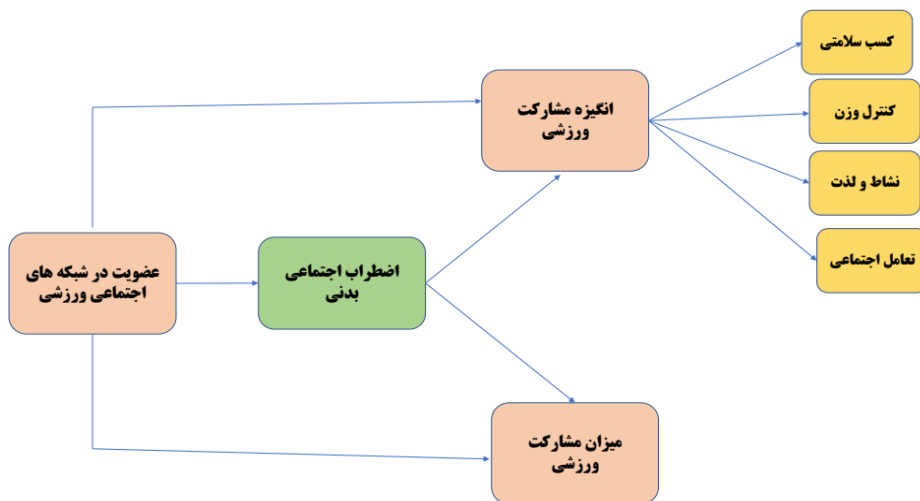 کسب سلامتی
انگیزه مشارکت
ورزشی
کنترل وزن
نشاط و لذت
تعامل اجتماعی
عضویت در شبکه های
اجتماعی ورزشی
اضطراب اجتماعی
بدنی
میزان مشارکت
ورزشی